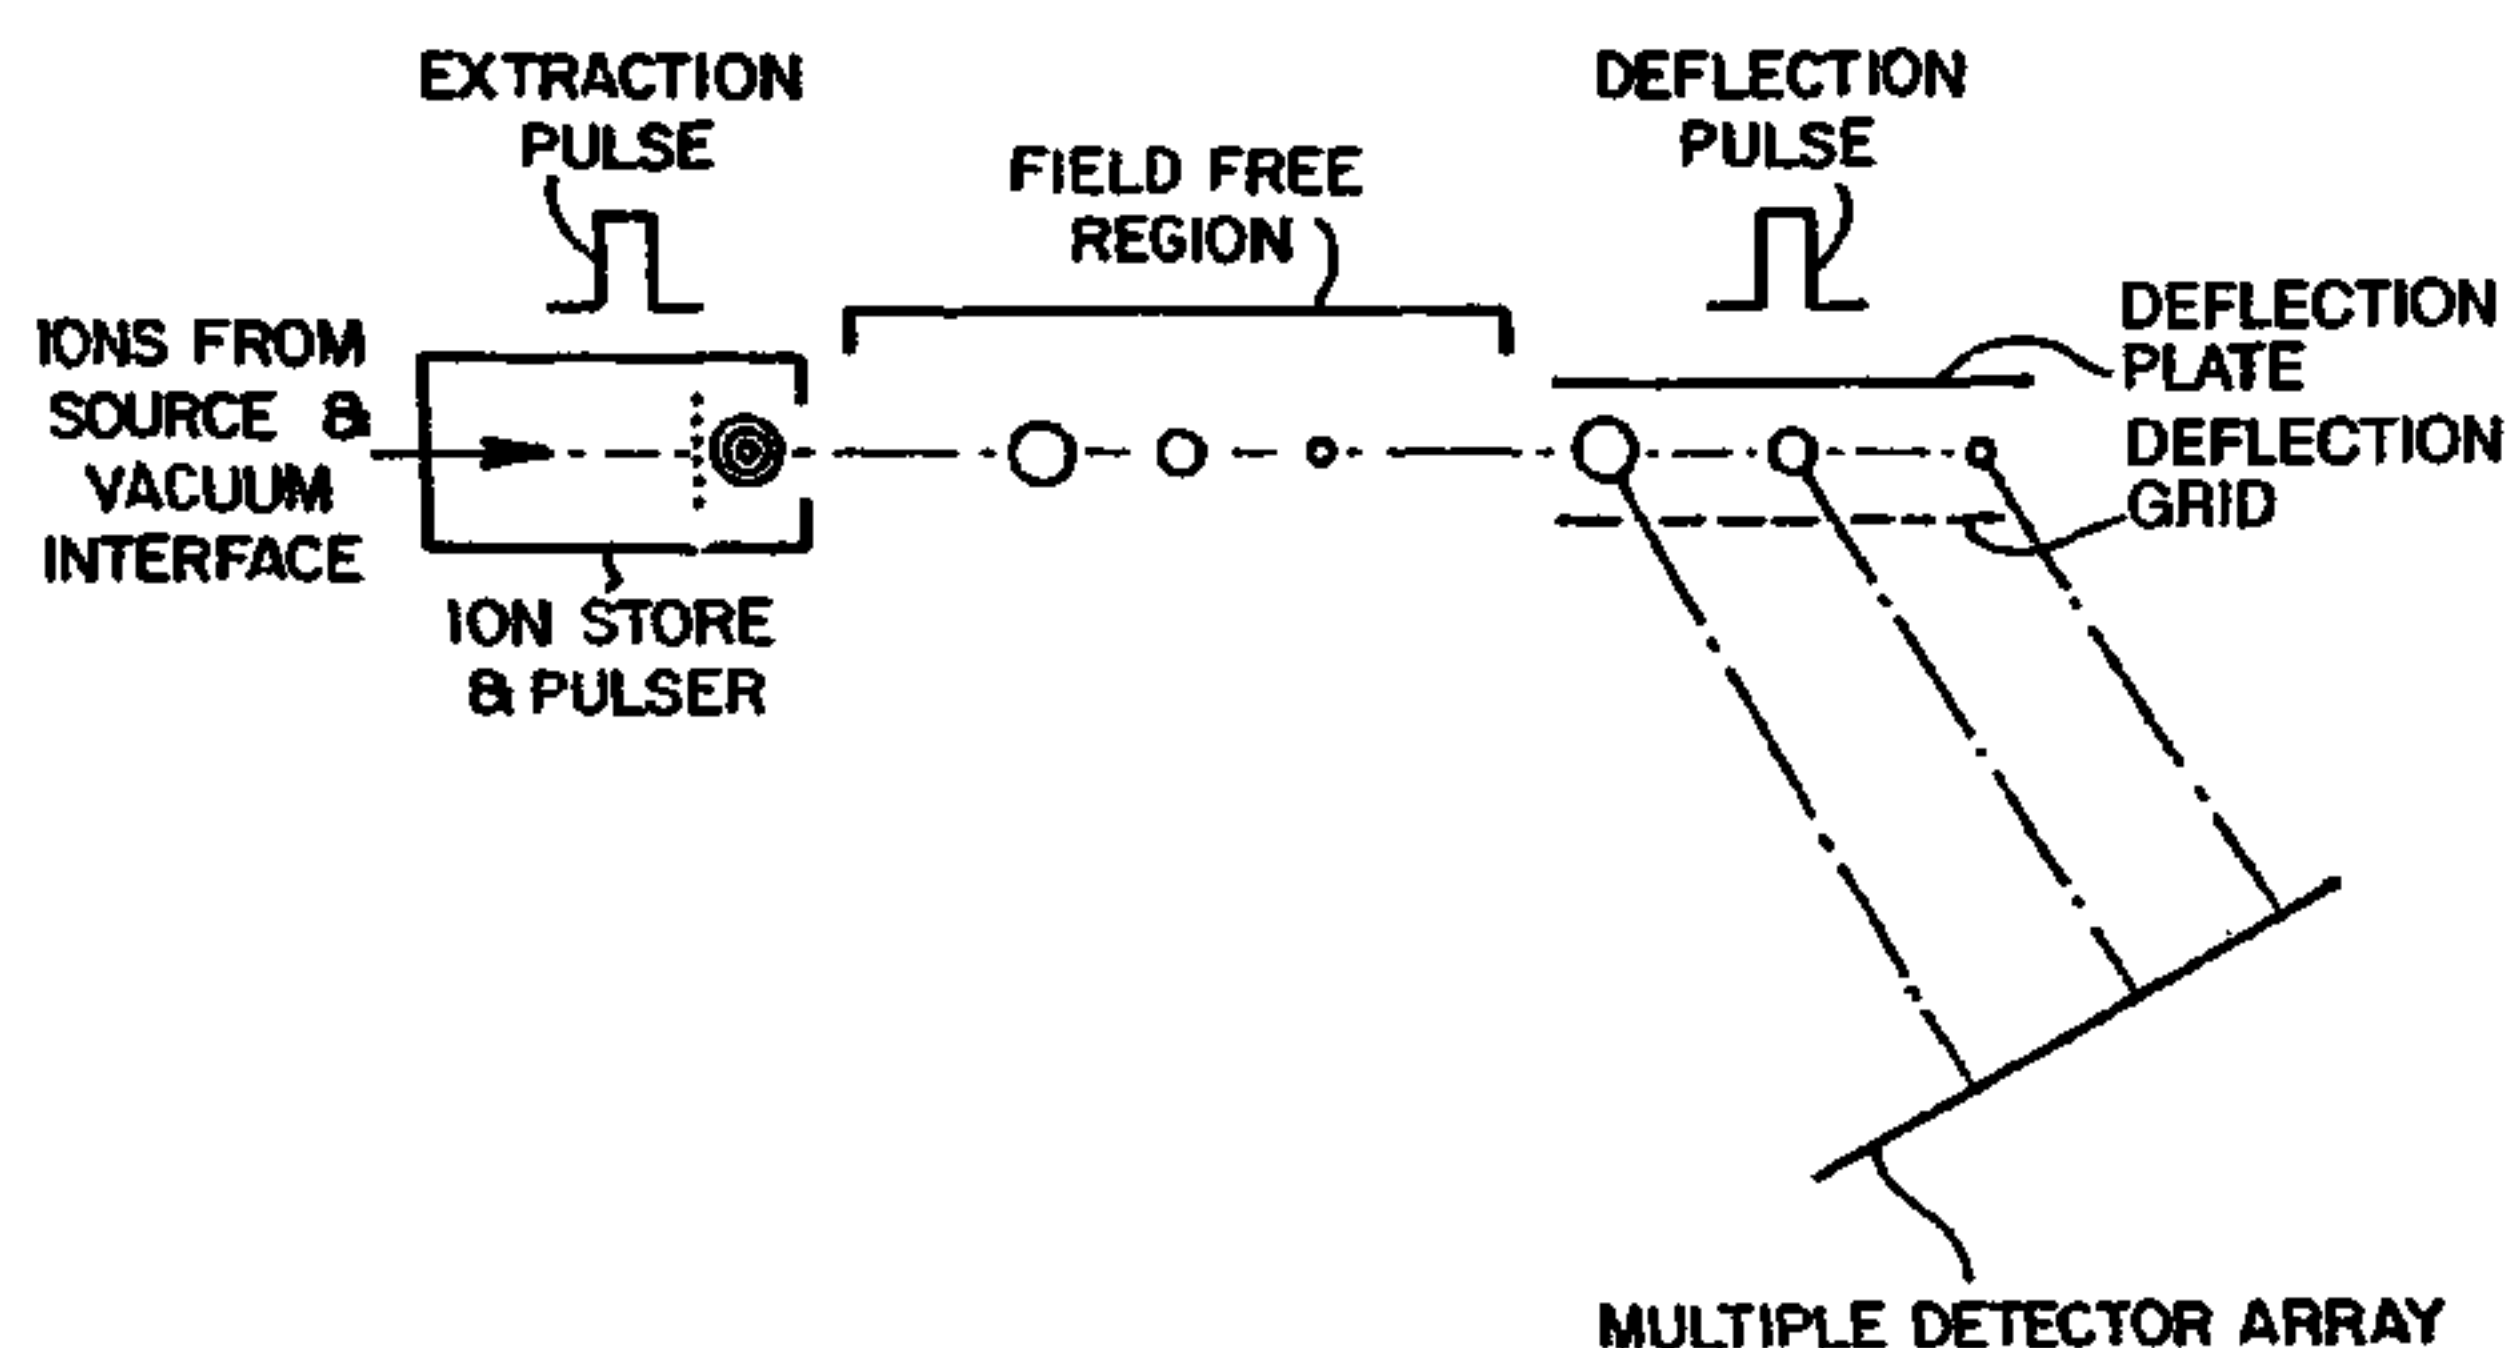 EXTRACTION
PULSE
DEFLECTION
PULSE
FIELD FREE
REGION
IONS FROM
SOURCE &
VACUUM
INTERFACE
DEFLECTION
PLATE
DEFLECTION
GRID
ION STORE
& PULSER
MULTIPLE DETECTOR ARRAY